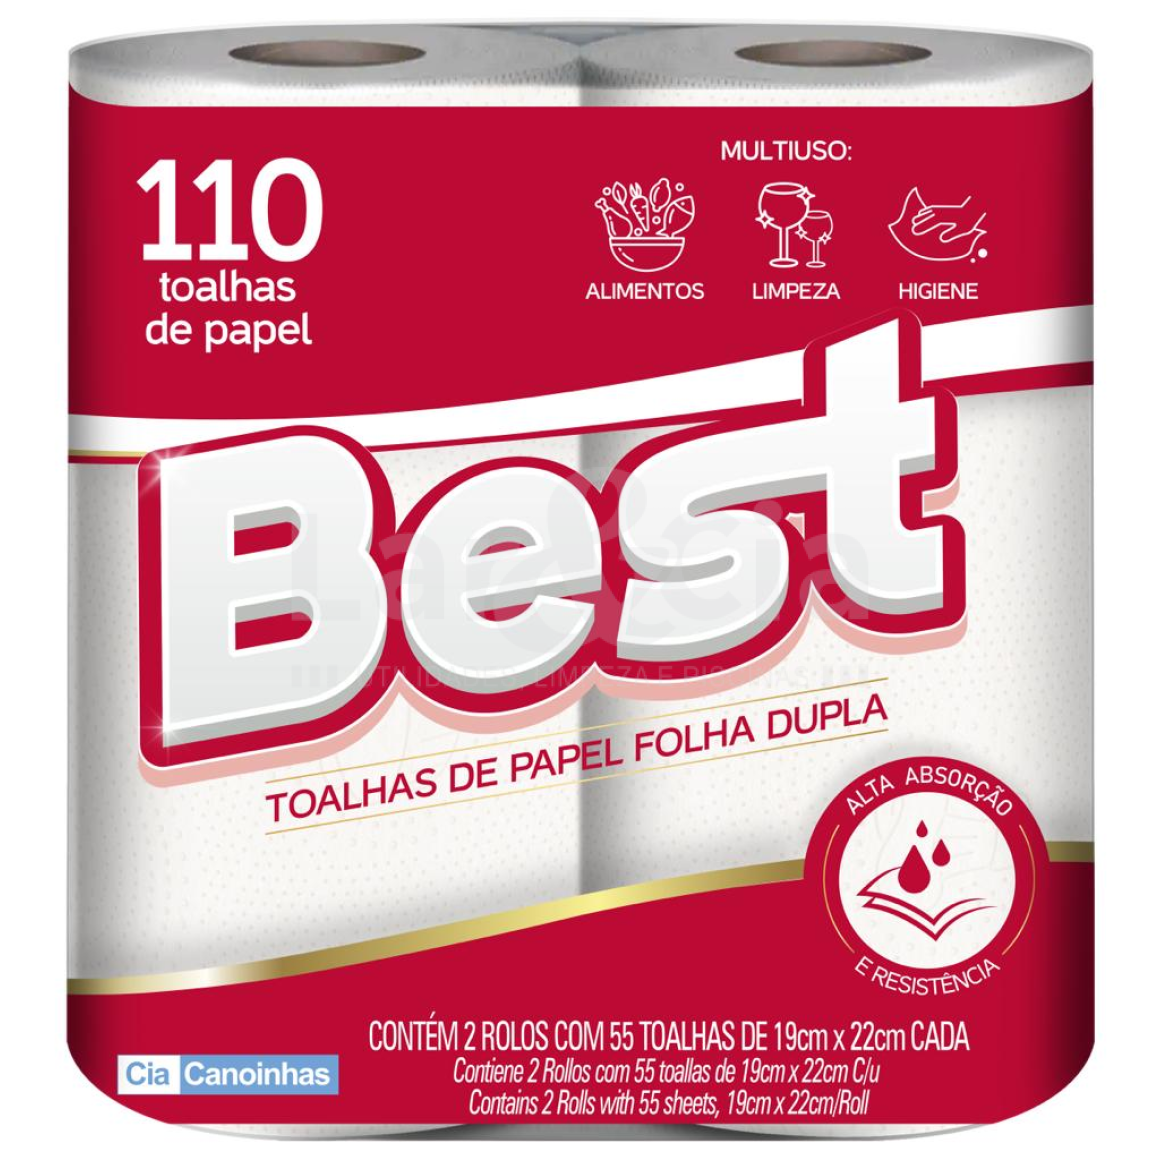 110
toalhas
de papel
MULTIUSO:
ALIMENTOS
LIMPEZA
HIGIENE
Best
TOALHAS DE PAPEL FOLHA DUPLA
ALTA ABSORÇÃO
E RESISTÊNCIA
CONTÉM 2 ROLOS COM 55 TOALHAS DE 19cm x 22cm CADA
Contiene 2 Rollos com 55 toallas de 19cm x 22cm C/u
Contains 2 Rolls with 55 sheets, 19cm x 22cm/Roll
Cia Canoinhas